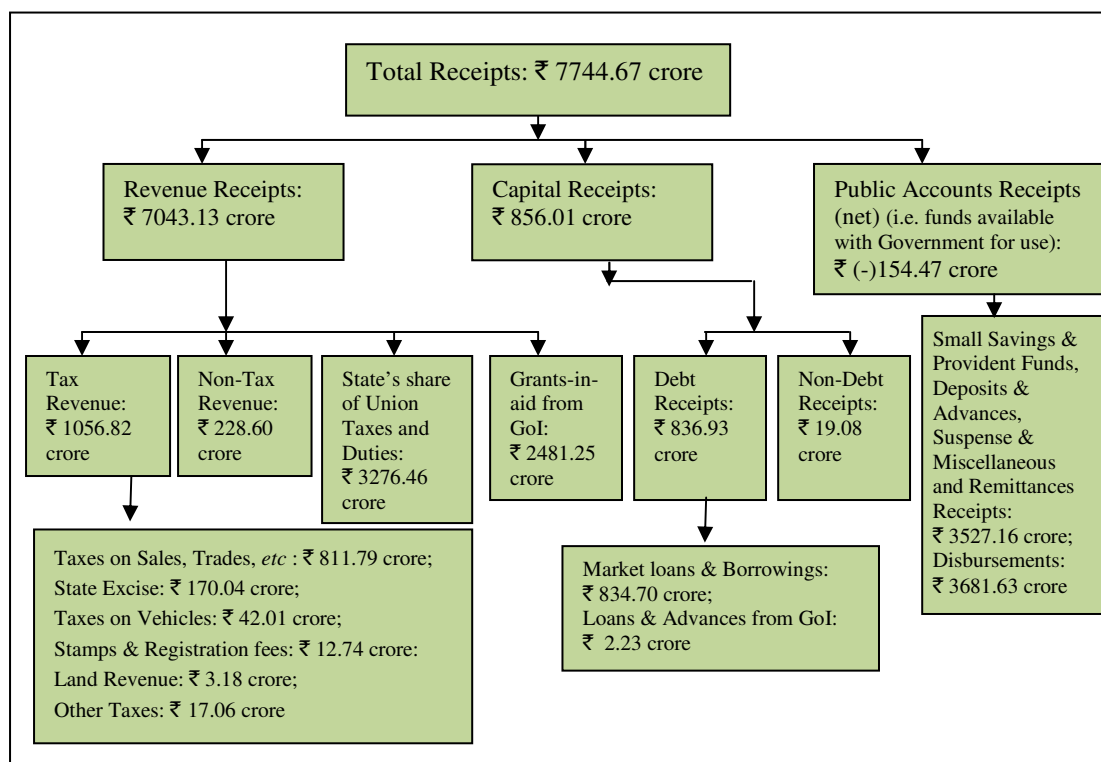 Total Receipts: ₹ 7744.67 crore
Revenue Receipts:
₹ 7043.13 crore
Capital Receipts:
₹ 856.01 crore
Public Accounts Receipts
(net) (i.e. funds available
with Government for use):
₹ (-)154.47 crore
Tax
Revenue:
₹ 1056.82
crore
Non-Tax
Revenue:
₹ 228.60
crore
State’s share
of Union
Taxes and
Duties:
₹ 3276.46
crore
Grants-in-
aid from
GoI:
₹ 2481.25
crore
Debt
Receipts:
₹ 836.93
crore
Non-Debt
Receipts:
₹ 19.08
crore
Small Savings &
Provident Funds,
Deposits &
Advances,
Suspense &
Miscellaneous
and Remittances
Receipts:
₹ 3527.16 crore;
Disbursements:
₹ 3681.63 crore
Taxes on Sales, Trades, etc : ₹ 811.79 crore;
State Excise: ₹ 170.04 crore;
Taxes on Vehicles: ₹ 42.01 crore;
Stamps & Registration fees: ₹ 12.74 crore:
Land Revenue: ₹ 3.18 crore;
Other Taxes: ₹ 17.06 crore
Market loans & Borrowings:
₹ 834.70 crore;
Loans & Advances from GoI:
₹ 2.23 crore